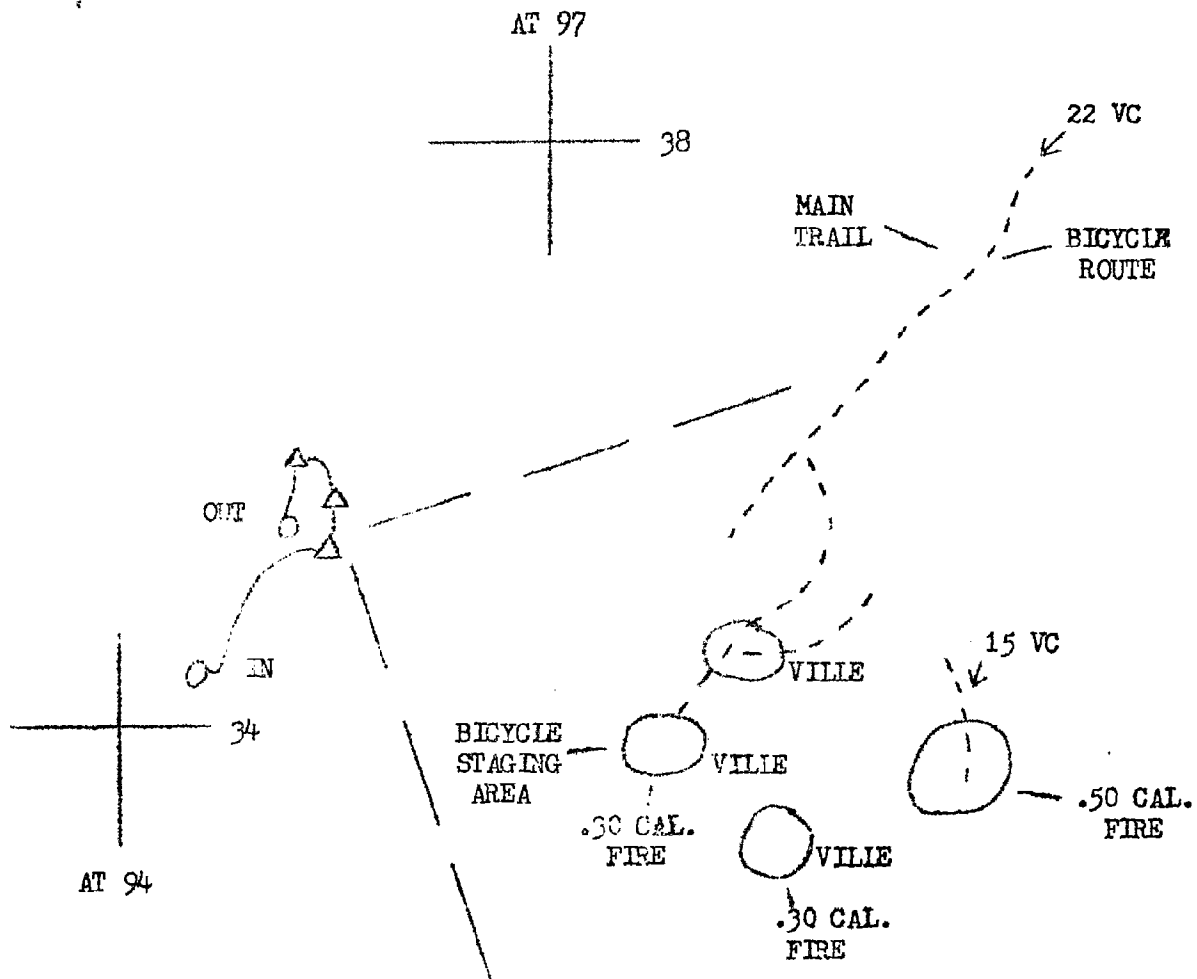 AT 97
38
22 VC
MAIN
TRAIL
BICYCLE
ROUTE
OUT
IN
34
AT 94
VILLE
15 VC
BICYCLE
STAGING
AREA
VILLE
.30 CAL.
FIRE
VILLE
.50 CAL.
FIRE
.30 CAL.
FIRE